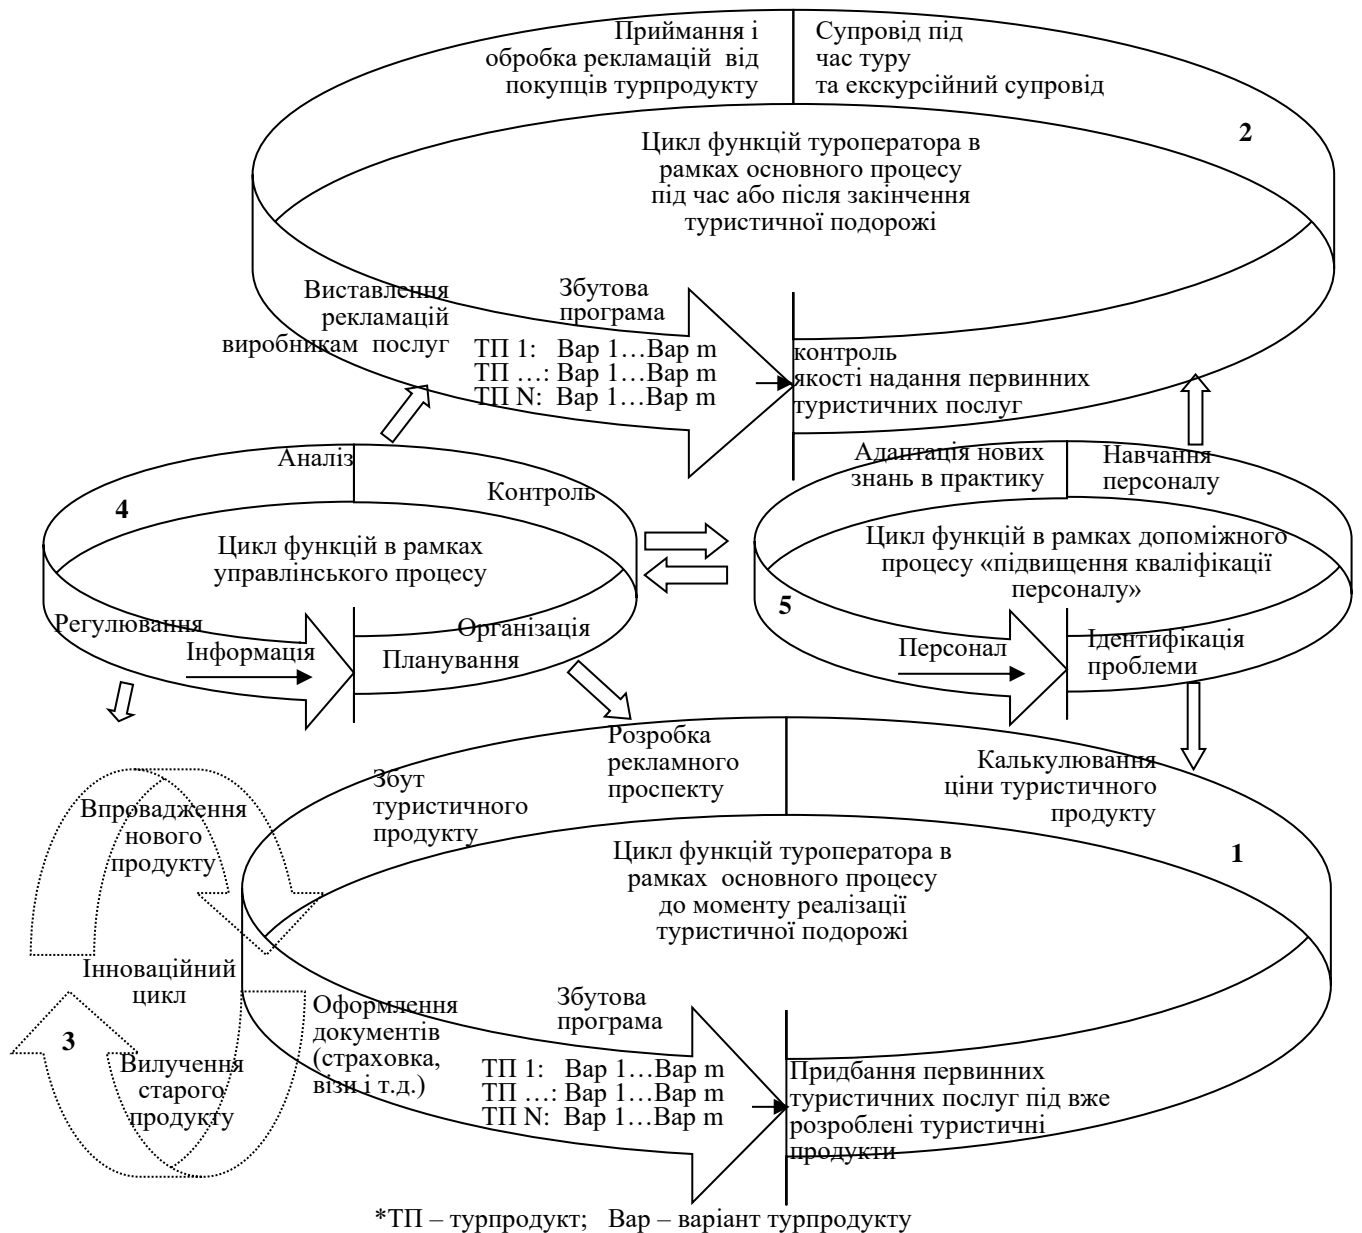 Приймання і
обробка рекламацій від
покупців турпродукту
Супровід під
час туру
та екскурсійний супровід
2
Цикл функцій туроператора в
рамках основного процесу
під час або після закінчення
туристичної подорожі
Виставлення
рекламацій
виробникам послуг
Збутова
програма
ТП 1: Вар 1…Вар m
ТП …: Вар 1…Вар m
ТП N: Вар 1…Вар m
контроль
якості надання первинних
туристичних послуг
Аналіз
Контроль
4
Цикл функцій в рамках
управлінського процесу
Регулювання
Інформація
Організація
Планування
Адаптація нових
знань в практику
Навчання
персоналу
Цикл функцій в рамках допоміжного
процесу «підвищення кваліфікації
персоналу»
5
Персонал
Ідентифікація
проблеми
Розробка
рекламного
проспекту
Збут
туристичного
продукту
Калькулювання
ціни туристичного
продукту
1
Цикл функцій туроператора в
рамках основного процесу
до моменту реалізації
туристичної подорожі
Впровадження
нового
продукту
Інноваційний
цикл
3
Вилучення
старого
продукту
Оформлення
документів
(страховка,
візи і т.д.)
Збутова
програма
ТП 1: Вар 1…Вар m
ТП …: Вар 1…Вар m
ТП N: Вар 1…Вар m
Придбання первинних
туристичних послуг під вже
розроблені туристичні
продукти
*ТП – турпродукт; Вар – варіант турпродукту